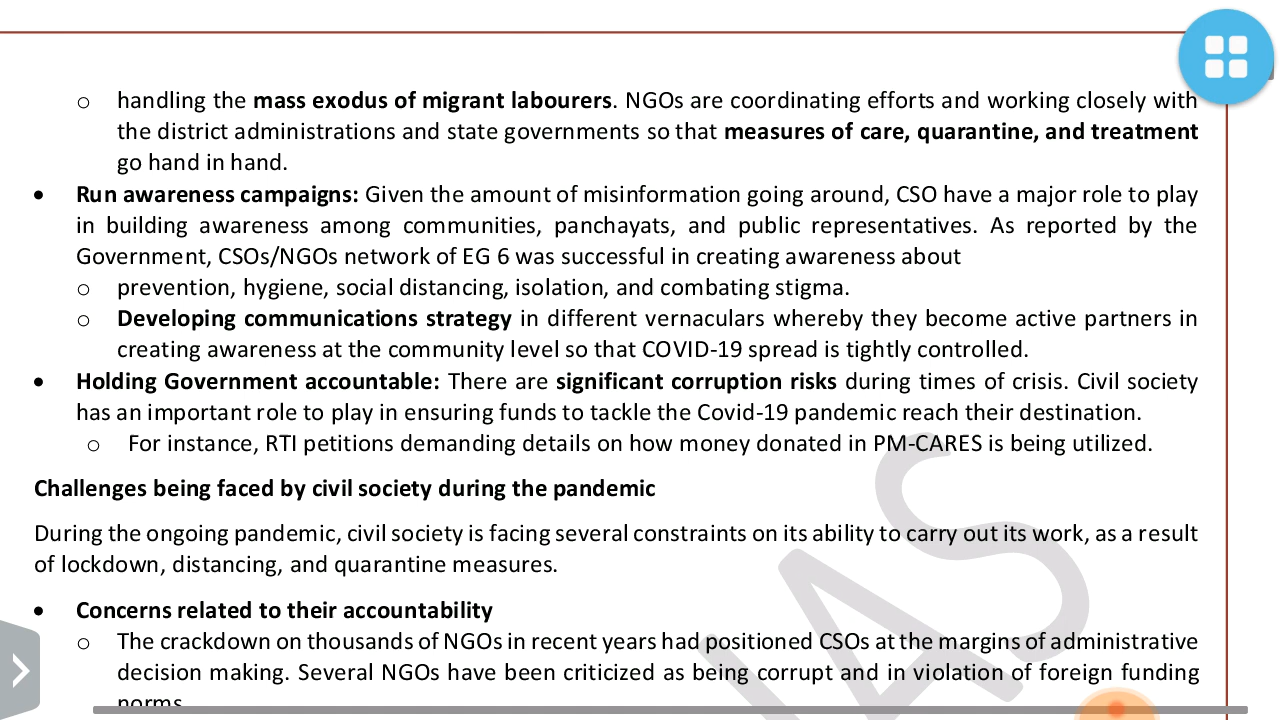 o handling the mass exodus of migrant labourers. NGOs are coordinating efforts and working closely with
the district administrations and state governments so that measures of care, quarantine, and treatment
go hand in hand.
• Run awareness campaigns: Given the amount of misinformation going around, CSO have a major role to play
in building awareness among communities, panchayats, and public representatives. As reported by the
Government, CSOs/NGOs network of EG 6 was successful in creating awareness about
o prevention, hygiene, social distancing, isolation, and combating stigma.
o Developing communications strategy in different vernaculars whereby they become active partners in
creating awareness at the community level so that COVID-19 spread is tightly controlled.
• Holding Government accountable: There are significant corruption risks during times of crisis. Civil society
has an important role to play in ensuring funds to tackle the Covid-19 pandemic reach their destination.
o For instance, RTI petitions demanding details on how money donated in PM-CARES is being utilized.
Challenges being faced by civil society during the pandemic
During the ongoing pandemic, civil society is facing several constraints on its ability to carry out its work, as a result
of lockdown, distancing, and quarantine measures.
• Concerns related to their accountability
o The crackdown on thousands of NGOs in recent years had positioned CSOs at the margins of administrative
decision making. Several NGOs have been criticized as being corrupt and in violation of foreign funding
norms.
IAS